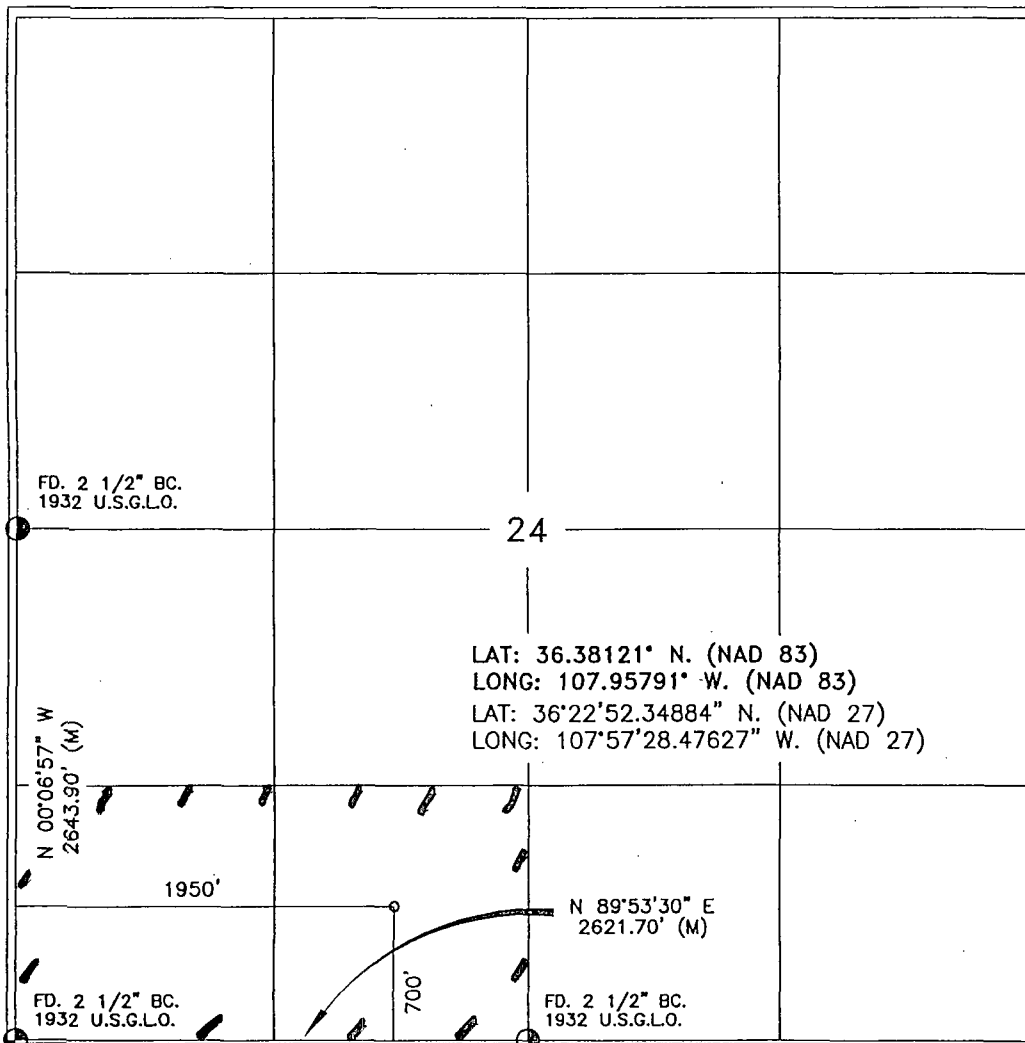 FD. 2 1/2" BC.
1932 U.S.G.L.O.
24
LAT: 36.38121° N. (NAD 83)
LONG: 107.95791° W. (NAD 83)
LAT: 36°22'52.34884" N. (NAD 27)
LONG: 107°57'28.47627" W. (NAD 27)
N 00°06'57" W
2643.90' (M)
1950'
N 89°53'30" E
2621.70' (M)
700'
FD. 2 1/2" BC.
1932 U.S.G.L.O.
FD. 2 1/2" BC.
1932 U.S.G.L.O.